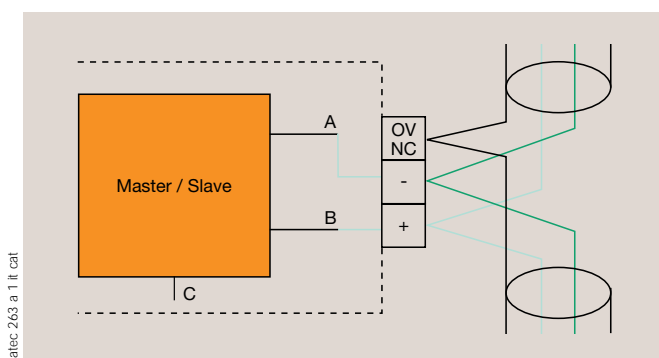 A
OV
NC
Master / Slave
-
B
+
C
atec 263 a 1 it cat